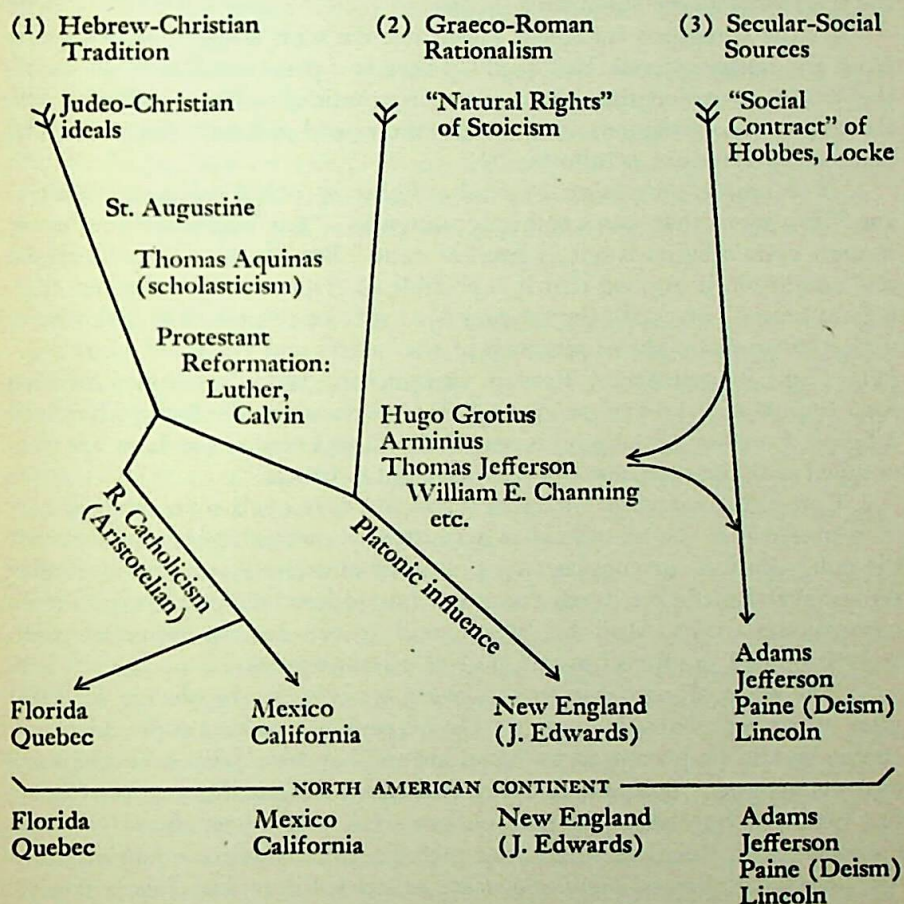 (1) Hebrew-Christian
Tradition
(2) Graeco-Roman
Rationalism
(3) Secular-Social
Sources
Judeo-Christian
ideals
"Natural Rights"
of Stoicism
"Social
Contract" of
Hobbes, Locke
St. Augustine
Thomas Aquinas
(scholasticism)
Protestant
Reformation:
Luther,
Calvin
Hugo Grotius
Arminius
Thomas Jefferson
William E. Channing
etc.
R. Catholicism
(Aristotelian)
Platonic influence
Florida
Quebec
Mexico
California
New England
(J. Edwards)
Adams
Jefferson
Paine (Deism)
Lincoln
NORTH AMERICAN CONTINENT
Florida
Quebec
Mexico
California
New England
(J. Edwards)
Adams
Jefferson
Paine (Deism)
Lincoln